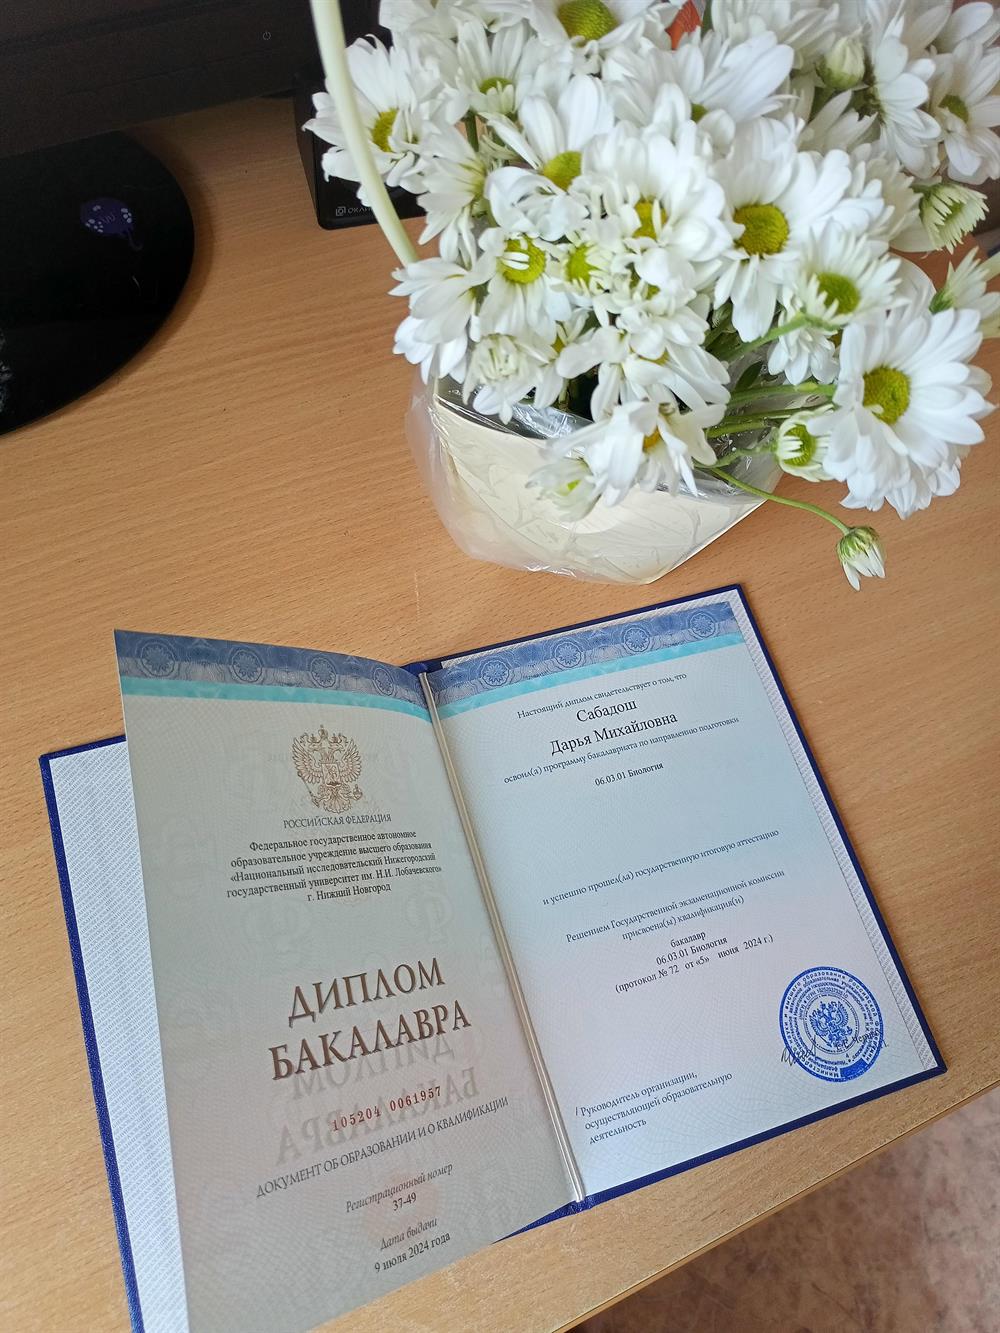 РОССИЙСКАЯ ФЕДЕРАЦИЯ
Федеральное государственное автономное
образовательное учреждение высшего образования
«Национальный исследовательский Нижегородский
государственный университет им. Н.И. Лобачевского»
г. Нижний Новгород
ДИПЛОМ
БАКАЛАВРА
105204 0061957
ДОКУМЕНТ ОБ ОБРАЗОВАНИИ И О КВАЛИФИКАЦИИ
Регистрационный номер
37-49
Дата выдачи
9 июля 2024 года
Настоящий диплом свидетельствует о том, что
Сабадош
Дарья Михайловна
освоил(а) программу бакалавриата по направлению подготовки
06.03.01 Биология
и успешно прошел(ла) государственную итоговую аттестацию
Решением Государственной экзаменационной комиссии
присвоена(ы) квалификация(и)
бакалавр
06.03.01 Биология
(протокол № 72 от «5» июня 2024 г.)
/ Руководитель организации,
осуществляющей образовательную
деятельность